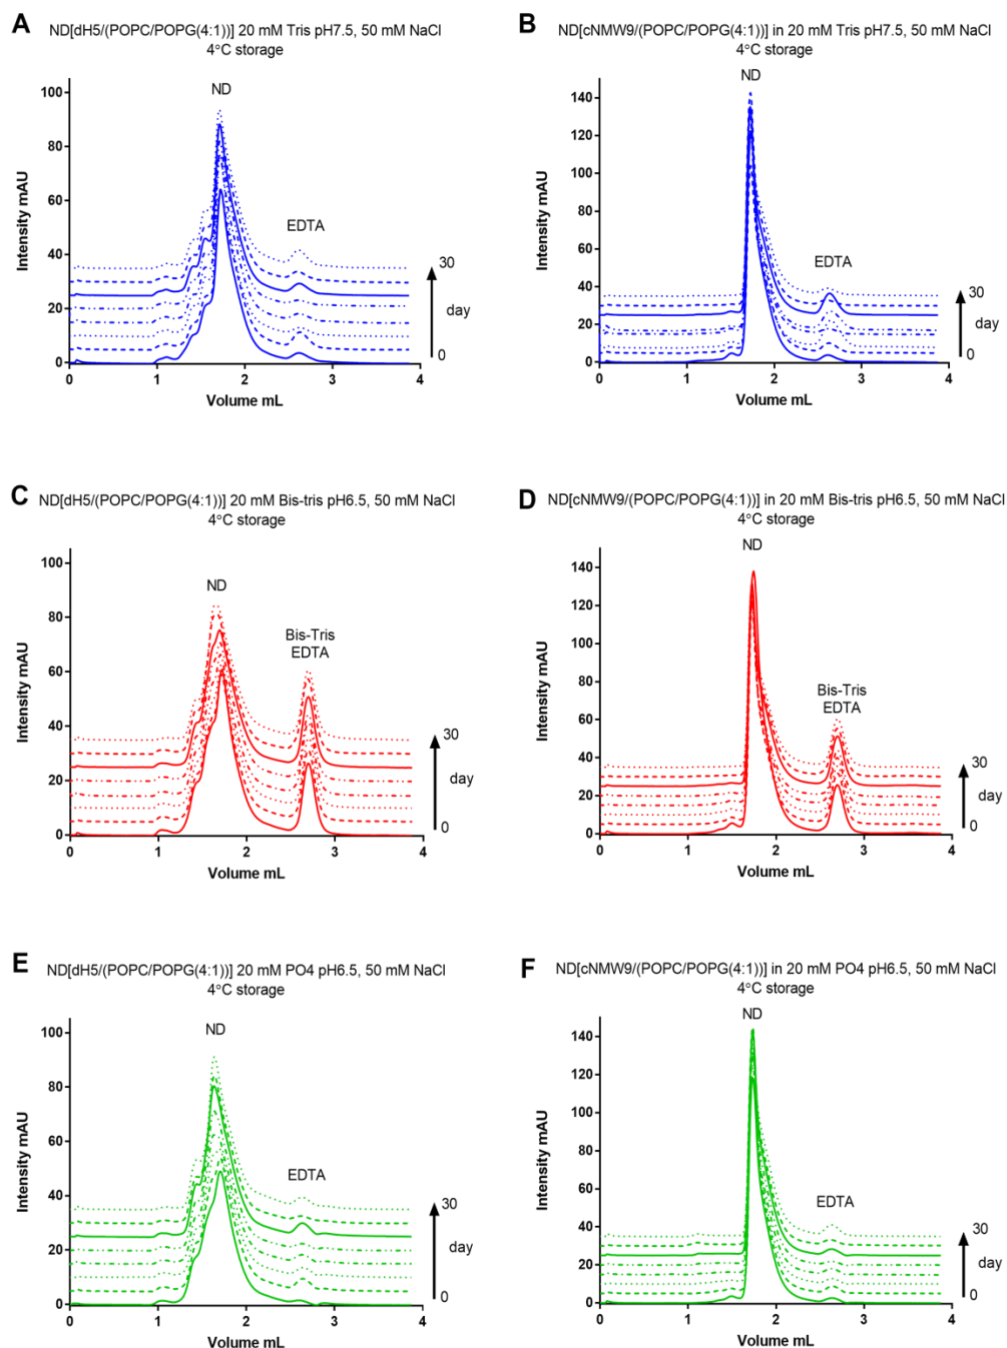 A
ND[dH5/(POPC/POPG(4:1))] 20 mM Tris pH7.5, 50 mM NaCl
4°C storage
ND
EDTA
Intensity mAU
100
80
60
40
20
0
0
1
2
3
4
Volume mL
30
day
0
B
ND[cNMW9/(POPC/POPG(4:1))] in 20 mM Tris pH7.5, 50 mM NaCl
4°C storage
ND
EDTA
Intensity mAU
140
120
100
80
60
40
20
0
0
1
2
3
4
Volume mL
30
day
0
C
ND[dH5/(POPC/POPG(4:1))] 20 mM Bis-tris pH6.5, 50 mM NaCl
4°C storage
ND
Bis-Tris
EDTA
Intensity mAU
100
80
60
40
20
0
0
1
2
3
4
Volume mL
30
day
0
D
ND[cNMW9/(POPC/POPG(4:1))] in 20 mM Bis-tris pH6.5, 50 mM NaCl
4°C storage
ND
Bis-Tris
EDTA
Intensity mAU
140
120
100
80
60
40
20
0
0
1
2
3
4
Volume mL
30
day
0
E
ND[dH5/(POPC/POPG(4:1))] 20 mM PO4 pH6.5, 50 mM NaCl
4°C storage
ND
EDTA
Intensity mAU
100
80
60
40
20
0
0
1
2
3
4
Volume mL
30
day
0
F
ND[cNMW9/(POPC/POPG(4:1))] in 20 mM PO4 pH6.5, 50 mM NaCl
4°C storage
ND
EDTA
Intensity mAU
140
120
100
80
60
40
20
0
0
1
2
3
4
Volume mL
30
day
0